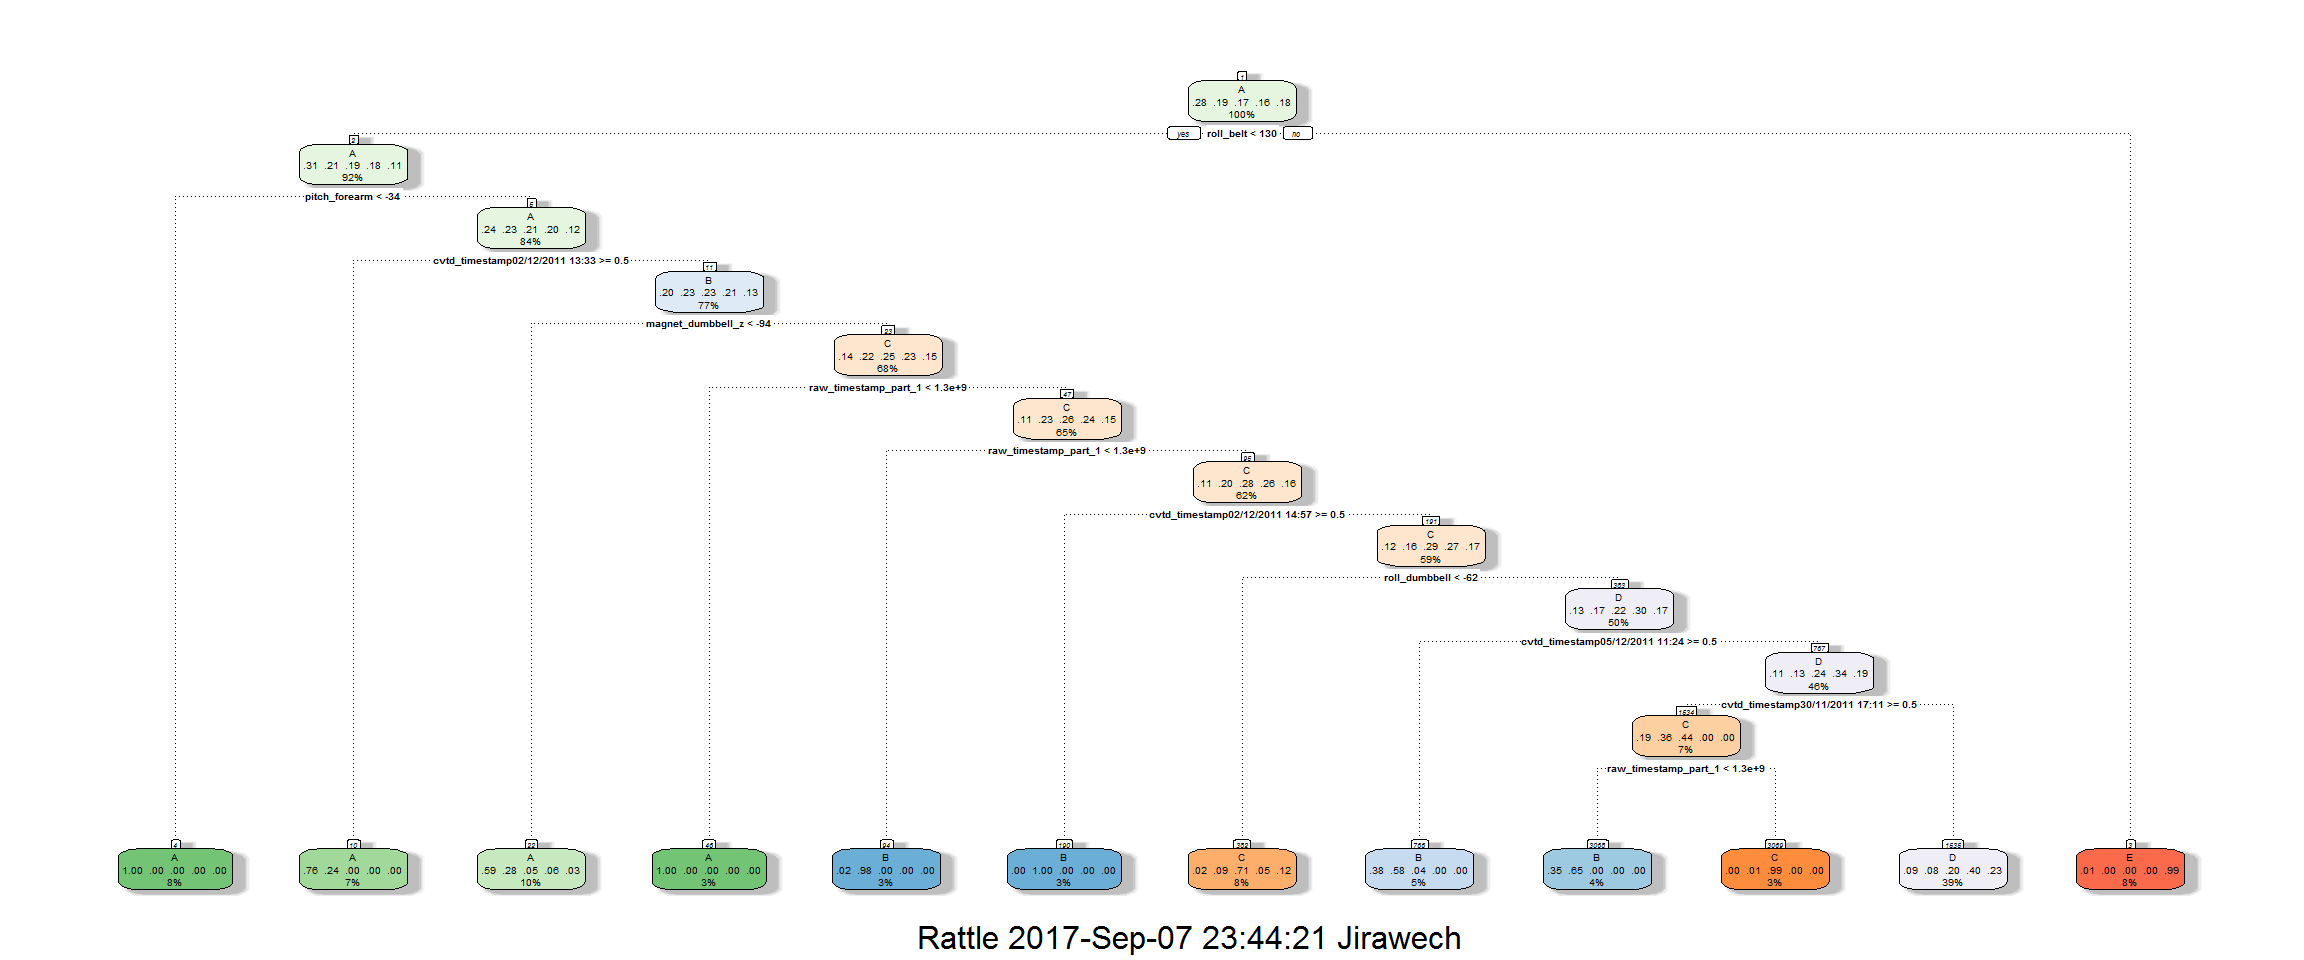 1
A
.28 .19 .17 .16 .18
100%
yes roll_belt < 130 no
2
A
.31 .21 .19 .18 .11
92%
pitch_forearm < -34
5
A
.24 .23 .21 .20 .12
84%
cvtd_timestamp02/12/2011 13:33 >= 0.5
11
B
.20 .23 .23 .21 .13
77%
magnet_dumbbell_z < -94
23
C
.14 .22 .25 .23 .15
68%
raw_timestamp_part_1 < 1.3e+9
47
C
.11 .23 .26 .24 .15
65%
raw_timestamp_part_1 < 1.3e+9
95
C
.11 .20 .28 .26 .16
62%
cvtd_timestamp02/12/2011 14:57 >= 0.5
191
C
.12 .16 .29 .27 .17
59%
roll_dumbbell < -62
383
D
.13 .17 .22 .30 .17
50%
cvtd_timestamp05/12/2011 11:24 >= 0.5
767
D
.11 .13 .24 .34 .19
46%
cvtd_timestamp30/11/2011 17:11 >= 0.5
1534
C
.19 .36 .44 .00 .00
7%
raw_timestamp_part_1 < 1.3e+9
4
A
1.00 .00 .00 .00 .00
8%
10
A
.76 .24 .00 .00 .00
7%
22
A
.59 .28 .05 .06 .03
10%
46
A
1.00 .00 .00 .00 .00
3%
94
B
.02 .98 .00 .00 .00
3%
190
B
.00 1.00 .00 .00 .00
3%
382
C
.02 .09 .71 .05 .12
8%
766
B
.38 .58 .04 .00 .00
5%
3068
B
.35 .65 .00 .00 .00
4%
3069
C
.00 .01 .99 .00 .00
3%
1535
D
.09 .08 .20 .40 .23
39%
3
E
.01 .00 .00 .00 .99
8%
Rattle 2017-Sep-07 23:44:21 Jirawech